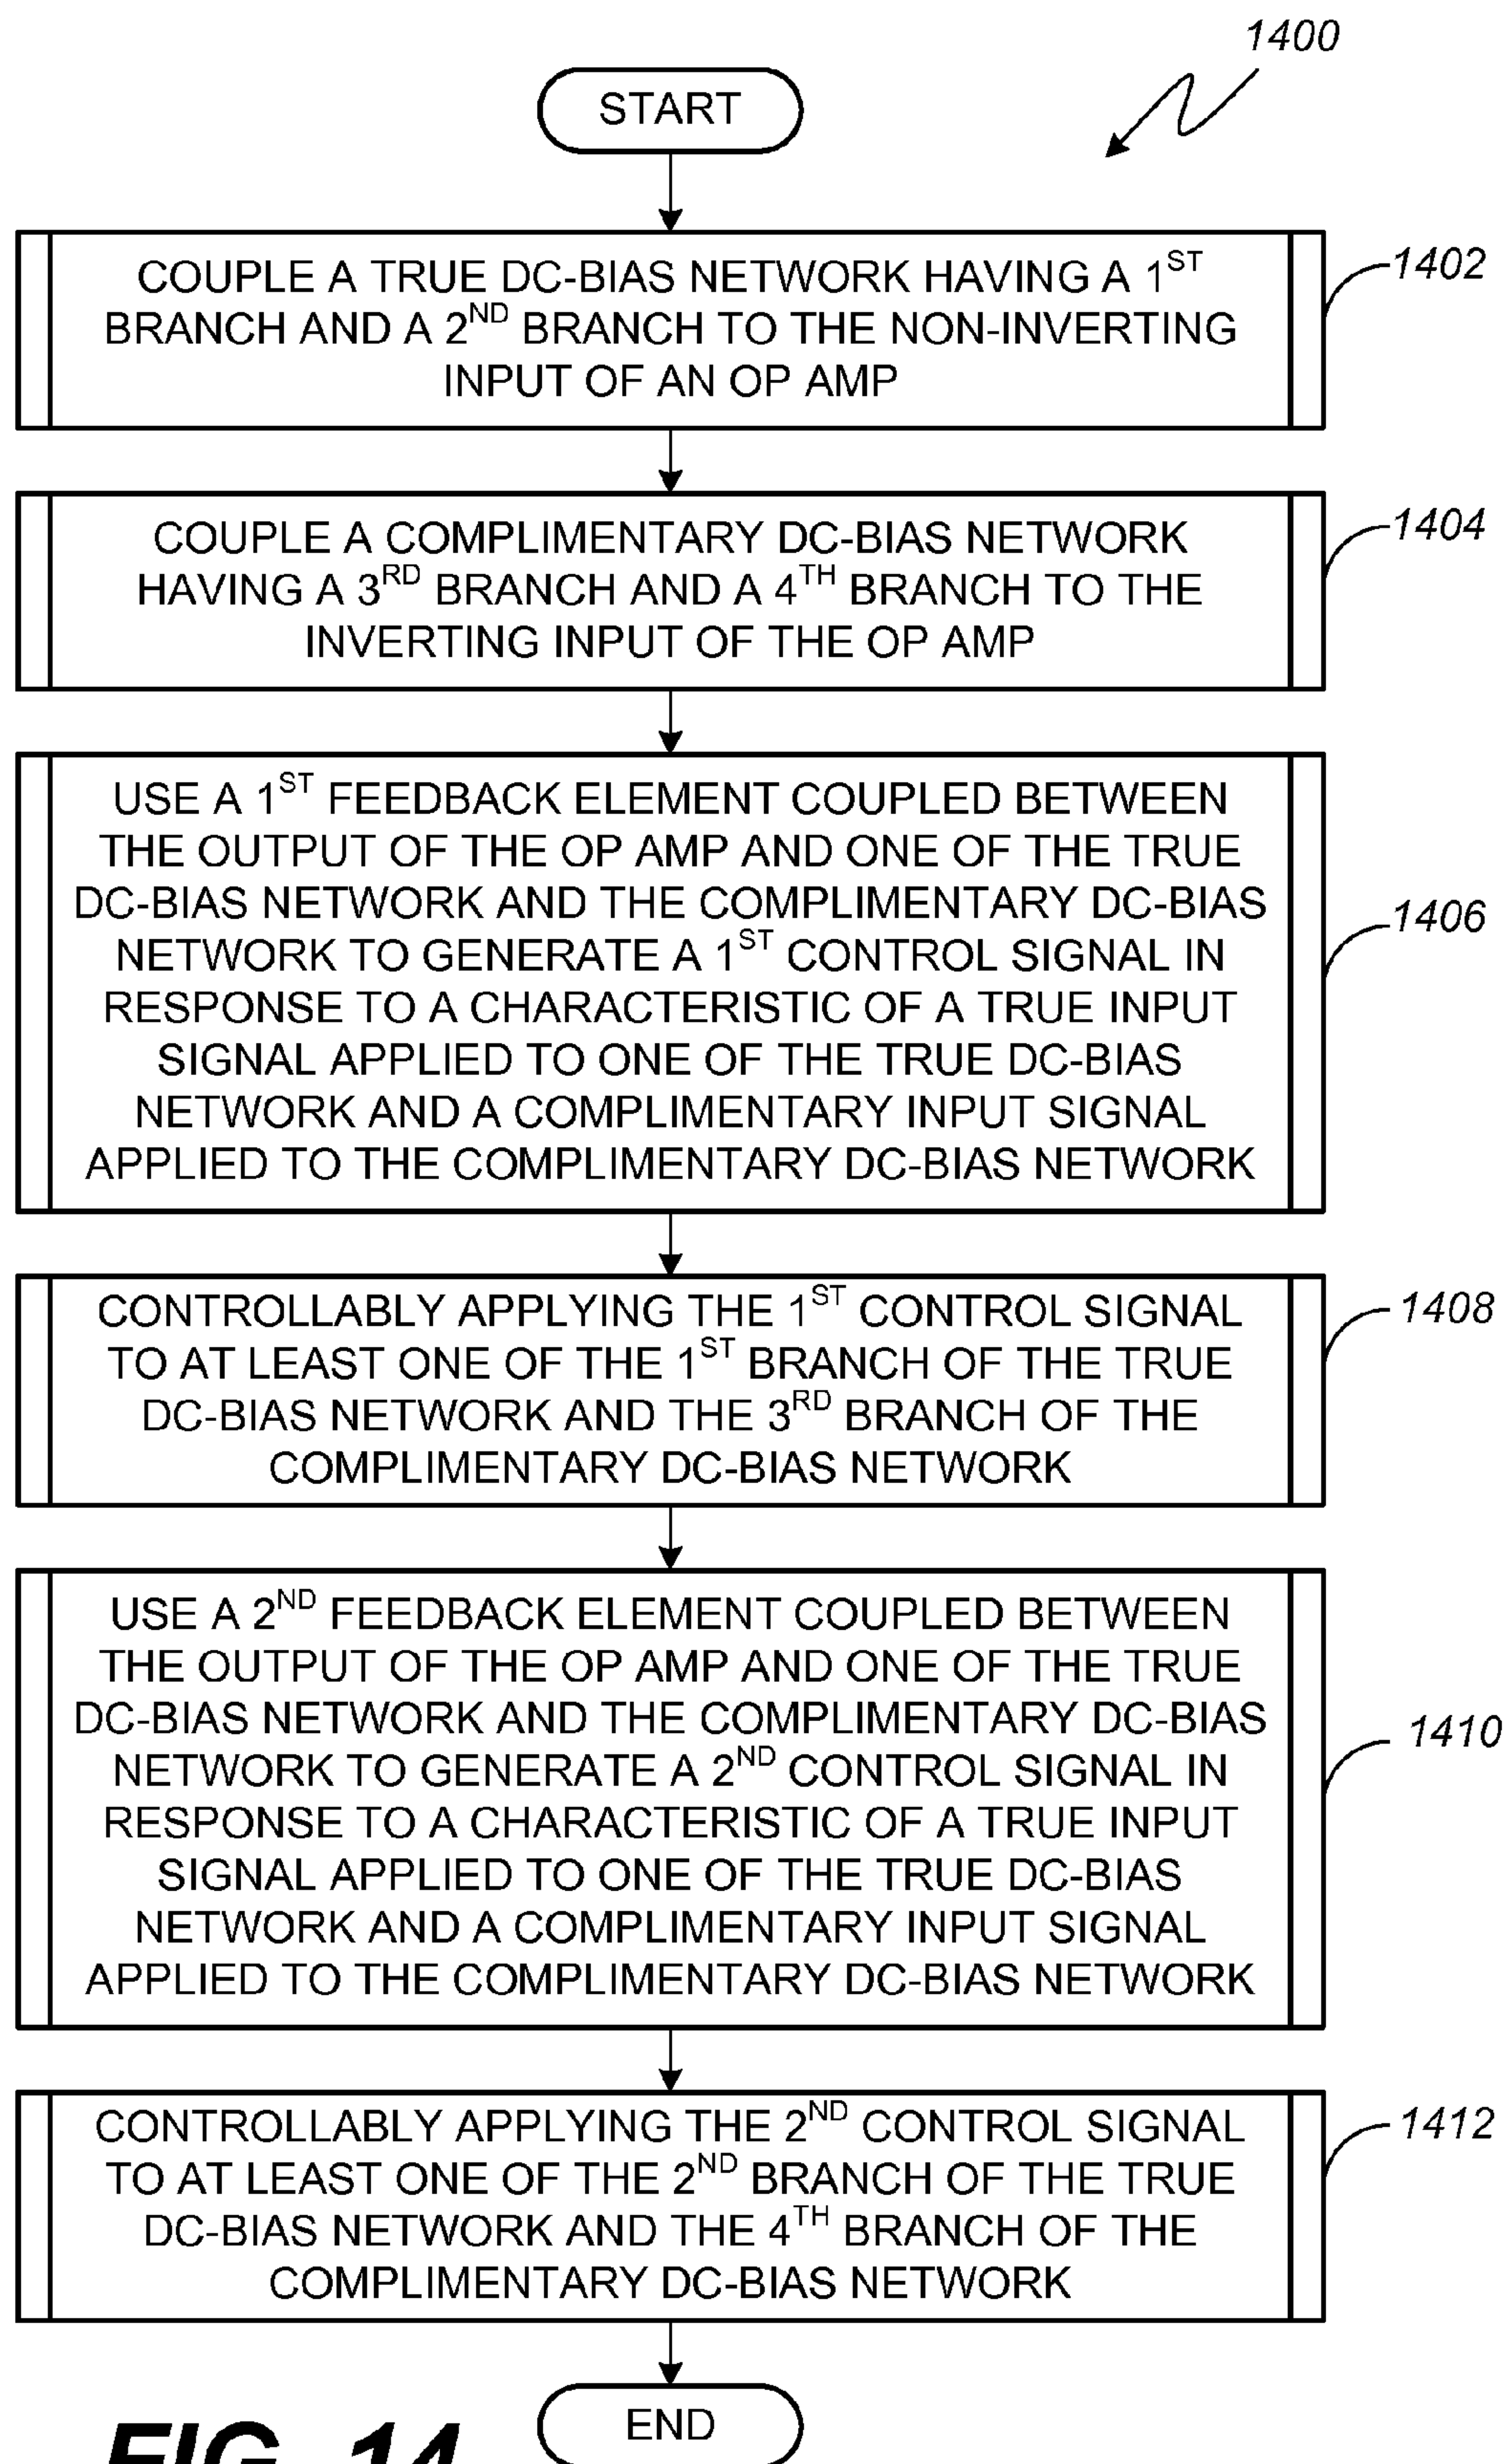 1400
START
COUPLE A TRUE DC-BIAS NETWORK HAVING A 1ST
BRANCH AND A 2ND BRANCH TO THE NON-INVERTING
INPUT OF AN OP AMP
1402
COUPLE A COMPLIMENTARY DC-BIAS NETWORK
HAVING A 3RD BRANCH AND A 4TH BRANCH TO THE
INVERTING INPUT OF THE OP AMP
1404
USE A 1ST FEEDBACK ELEMENT COUPLED BETWEEN
THE OUTPUT OF THE OP AMP AND ONE OF THE TRUE
DC-BIAS NETWORK AND THE COMPLIMENTARY DC-BIAS
NETWORK TO GENERATE A 1ST CONTROL SIGNAL IN
RESPONSE TO A CHARACTERISTIC OF A TRUE INPUT
SIGNAL APPLIED TO ONE OF THE TRUE DC-BIAS
NETWORK AND A COMPLIMENTARY INPUT SIGNAL
APPLIED TO THE COMPLIMENTARY DC-BIAS NETWORK
1406
CONTROLLABLY APPLYING THE 1ST CONTROL SIGNAL
TO AT LEAST ONE OF THE 1ST BRANCH OF THE TRUE
DC-BIAS NETWORK AND THE 3RD BRANCH OF THE
COMPLIMENTARY DC-BIAS NETWORK
1408
USE A 2ND FEEDBACK ELEMENT COUPLED BETWEEN
THE OUTPUT OF THE OP AMP AND ONE OF THE TRUE
DC-BIAS NETWORK AND THE COMPLIMENTARY DC-BIAS
NETWORK TO GENERATE A 2ND CONTROL SIGNAL IN
RESPONSE TO A CHARACTERISTIC OF A TRUE INPUT
SIGNAL APPLIED TO ONE OF THE TRUE DC-BIAS
NETWORK AND A COMPLIMENTARY INPUT SIGNAL
APPLIED TO THE COMPLIMENTARY DC-BIAS NETWORK
1410
CONTROLLABLY APPLYING THE 2ND CONTROL SIGNAL
TO AT LEAST ONE OF THE 2ND BRANCH OF THE TRUE
DC-BIAS NETWORK AND THE 4TH BRANCH OF THE
COMPLIMENTARY DC-BIAS NETWORK
1412
END
FIG. 14